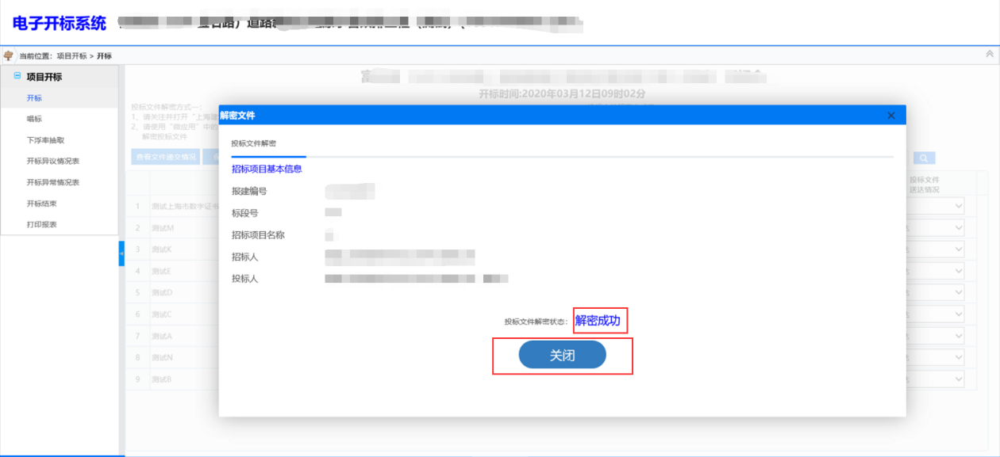 电子开标系统
当前位置: 项目开标 > 开标
项目开标
开标
唱标
下浮率抽取
开标异议情况表
开标异常情况表
开标结束
打印报表
开标时间:2020年03月12日09时02分
投标文件解密方式一:
1、请关注并打开“上海建
2、请使用“微应用”中的
解密投标文件
查看文件递交情况
投标文件
送达情况
1 测试上海市数字证书
2 测试M
3 测试K
4 测试E
5 测试D
6 测试C
7 测试A
8 测试N
9 测试B
解密文件
投标文件解密
招标项目基本信息
报建编号
标段号
招标项目名称
招标人
投标人
投标文件解密状态: 解密成功
关闭